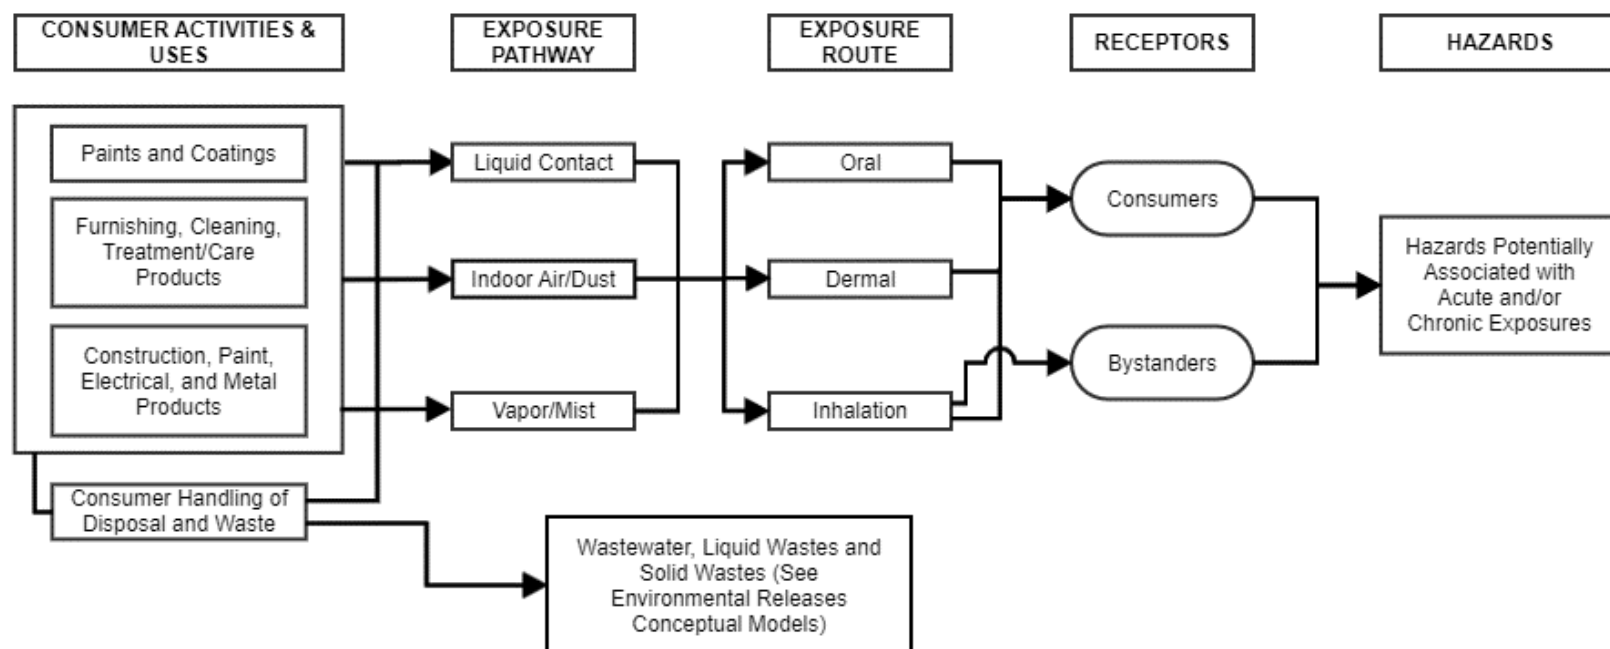 CONSUMER ACTIVITIES &
USES
EXPOSURE
PATHWAY
EXPOSURE
ROUTE
RECEPTORS
HAZARDS
Paints and Coatings
Furnishing, Cleaning,
Treatment/Care
Products
Construction, Paint,
Electrical, and Metal
Products
Consumer Handling of
Disposal and Waste
Liquid Contact
Indoor Air/Dust
Vapor/Mist
Wastewater, Liquid Wastes and
Solid Wastes (See
Environmental Releases
Conceptual Models)
Oral
Dermal
Inhalation
Consumers
Bystanders
Hazards Potentially
Associated with
Acute and/or
Chronic Exposures